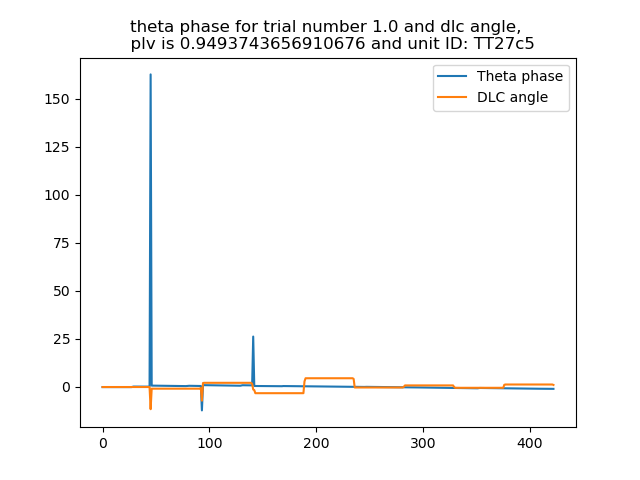 theta phase for trial number 1.0 and dlc angle,
plv is 0.9493743656910676 and unit ID: TT27c5
Theta phase
DLC angle
150
125
100
75
50
25
0
0 100 200 300 400